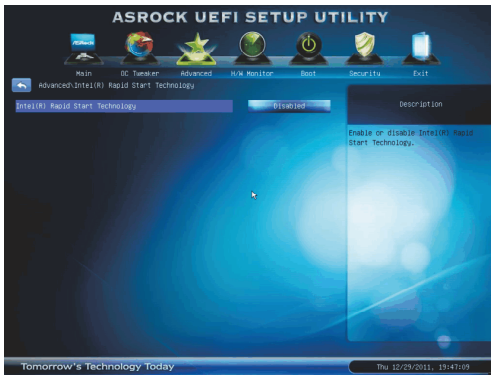 ASROCK UEFI SETUP UTILITY
ASRock
Main
OC Tweaker
Advanced
H/W Monitor
Boot
Security
Exit
Advanced\Intel(R) Rapid Start Technology
Intel(R) Rapid Start Technology
Disabled
Description
Enable or disable Intel(R) Rapid
Start Technology.
Tomorrow's Technology Today
Thu 12/29/2011, 19:47:09